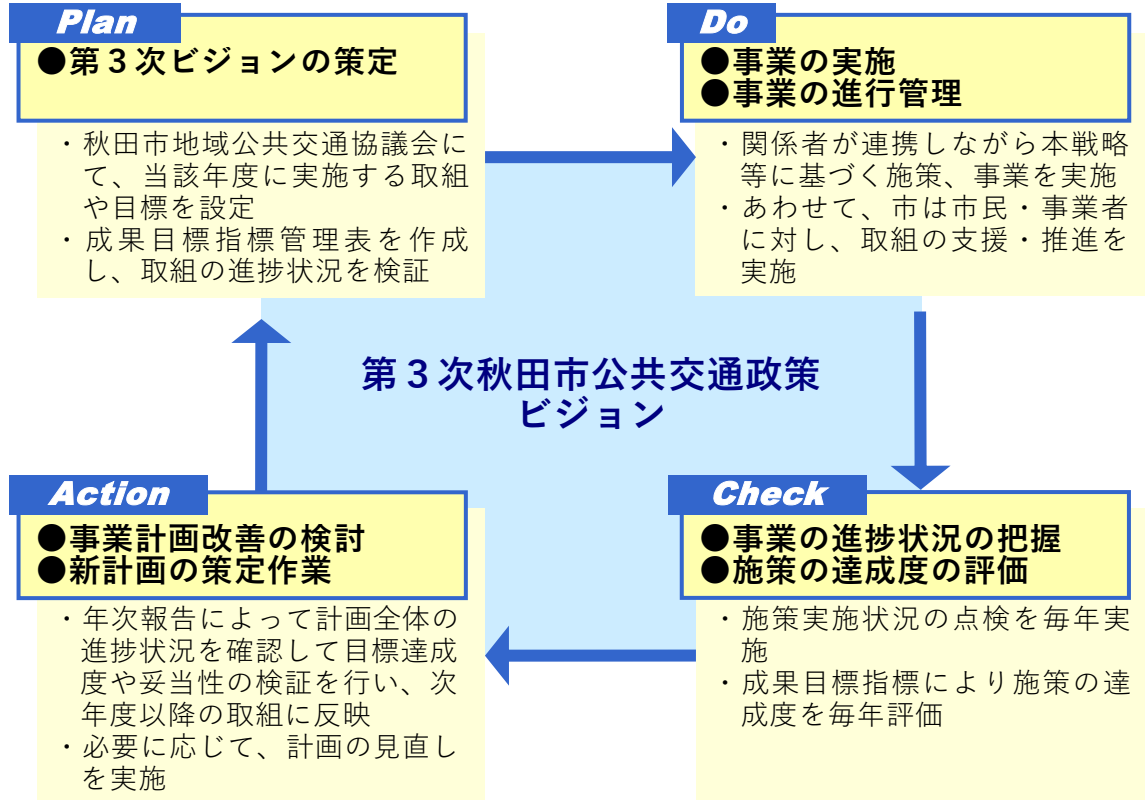 Plan
●第３次ビジョンの策定
・秋田市地域公共交通協議会に
て、当該年度に実施する取組
や目標を設定
・成果目標指標管理表を作成
し、取組の進捗状況を検証
Do
●事業の実施
●事業の進行管理
・関係者が連携しながら本戦略
等に基づく施策、事業を実施
・あわせて、市は市民・事業者
に対し、取組の支援・推進を
実施
第３次秋田市公共交通政策
ビジョン
Action
●事業計画改善の検討
●新計画の策定作業
・年次報告によって計画全体の
進捗状況を確認して目標達成
度や妥当性の検証を行い、次
年度以降の取組に反映
・必要に応じて、計画の見直し
を実施
Check
●事業の進捗状況の把握
●施策の達成度の評価
・施策実施状況の点検を毎年実
施
・成果目標指標により施策の達
成度を毎年評価